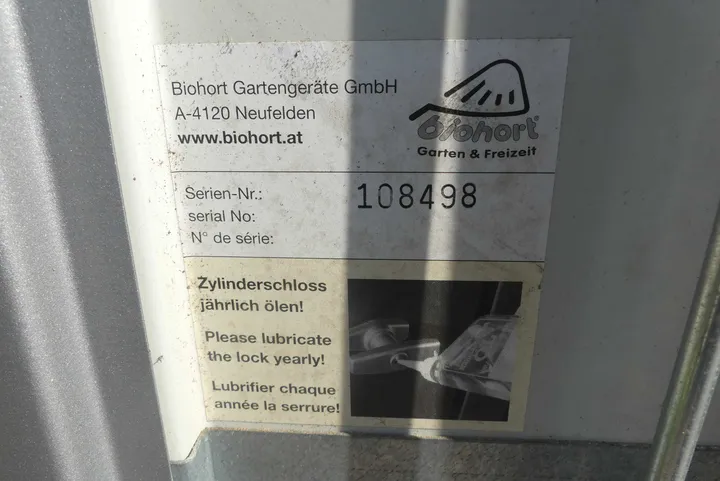 Biohort Gartengeräte GmbH
A-4120 Neufelden
www.biohort.at
biohort
Garten & Freizeit
Serien-Nr.:
serial No:
N° de série:
108498
Zylinderschloss
jährlich ölen!
Please lubricate
the lock yearly!
Lubrifier chaque
année la serrure!